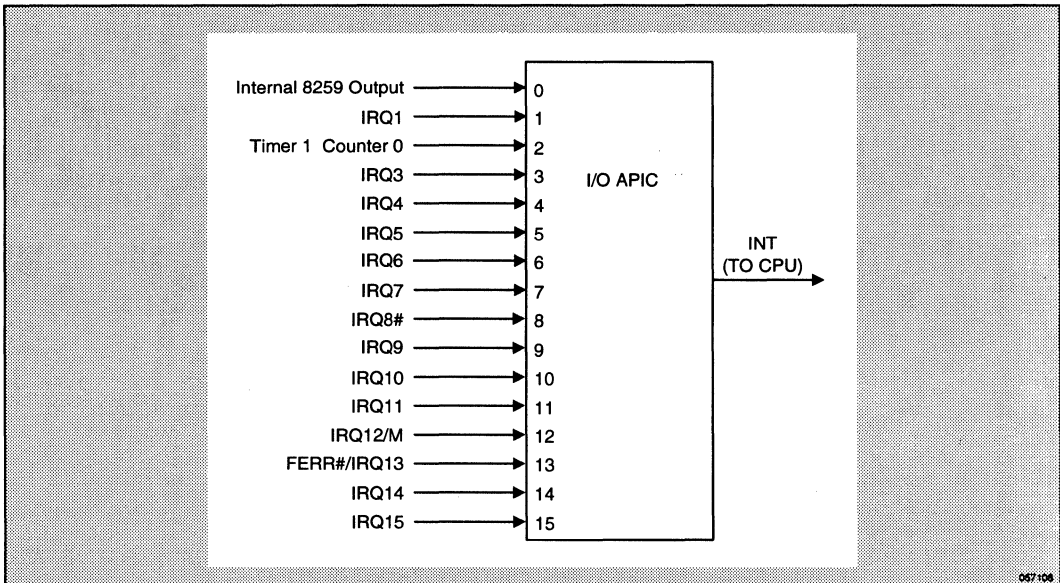 Internal 8259 Output 0
IRQ1 1
Timer 1 Counter 0 2
IRQ3 3
I/O APIC
IRQ4 4
IRQ5 5
INT
(TO CPU)
IRQ6 6
IRQ7 7
IRQ8# 8
IRQ9 9
IRQ10 10
IRQ11 11
IRQ12/M 12
FERR#/IRQ13 13
IRQ14 14
IRQ15 15